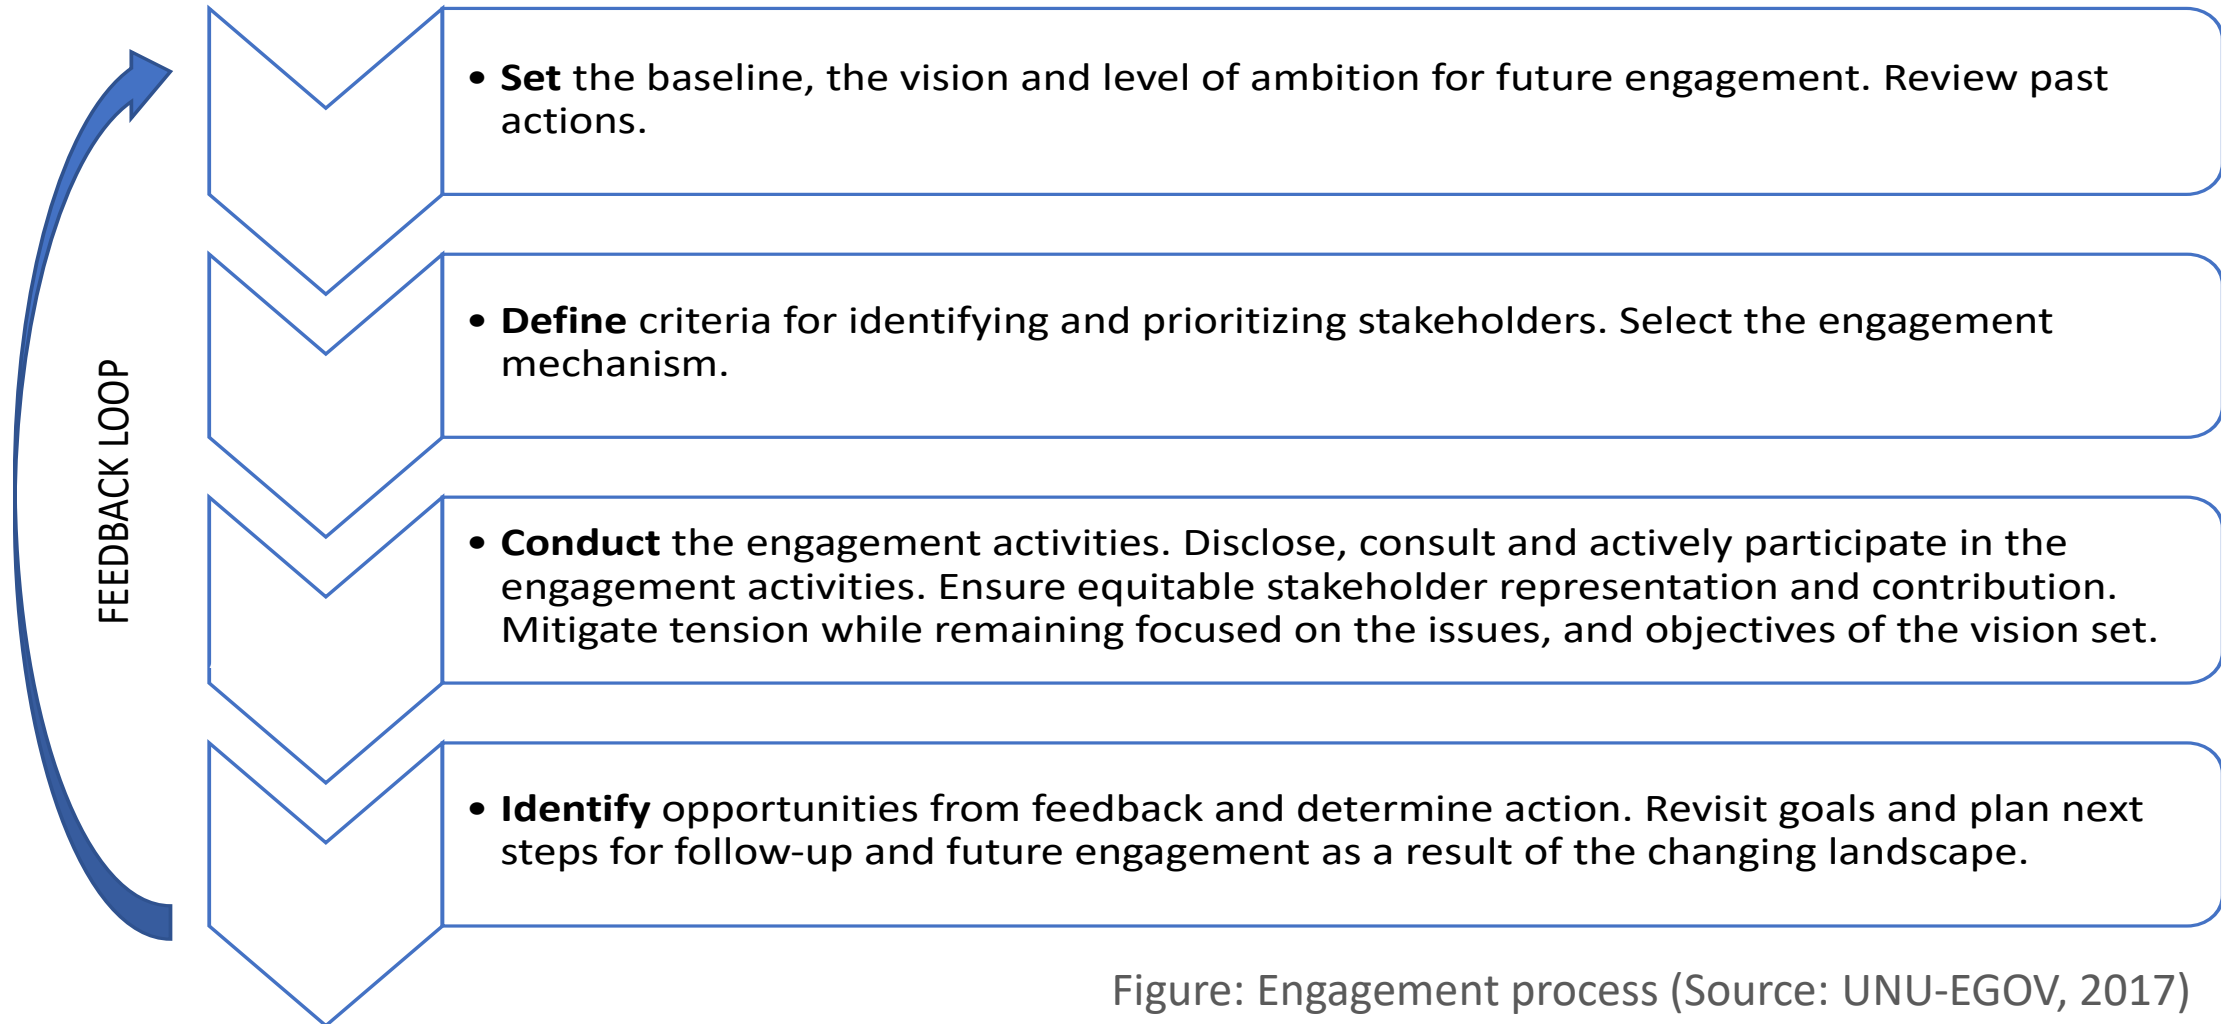 • Set the baseline, the vision and level of ambition for future engagement. Review past
actions.
• Define criteria for identifying and prioritizing stakeholders. Select the engagement
mechanism.
FEEDBACK LOOP
• Conduct the engagement activities. Disclose, consult and actively participate in the
engagement activities. Ensure equitable stakeholder representation and contribution.
Mitigate tension while remaining focused on the issues, and objectives of the vision set.
• Identify opportunities from feedback and determine action. Revisit goals and plan next
steps for follow-up and future engagement as a result of the changing landscape.
Figure: Engagement process (Source: UNU-EGOV, 2017)